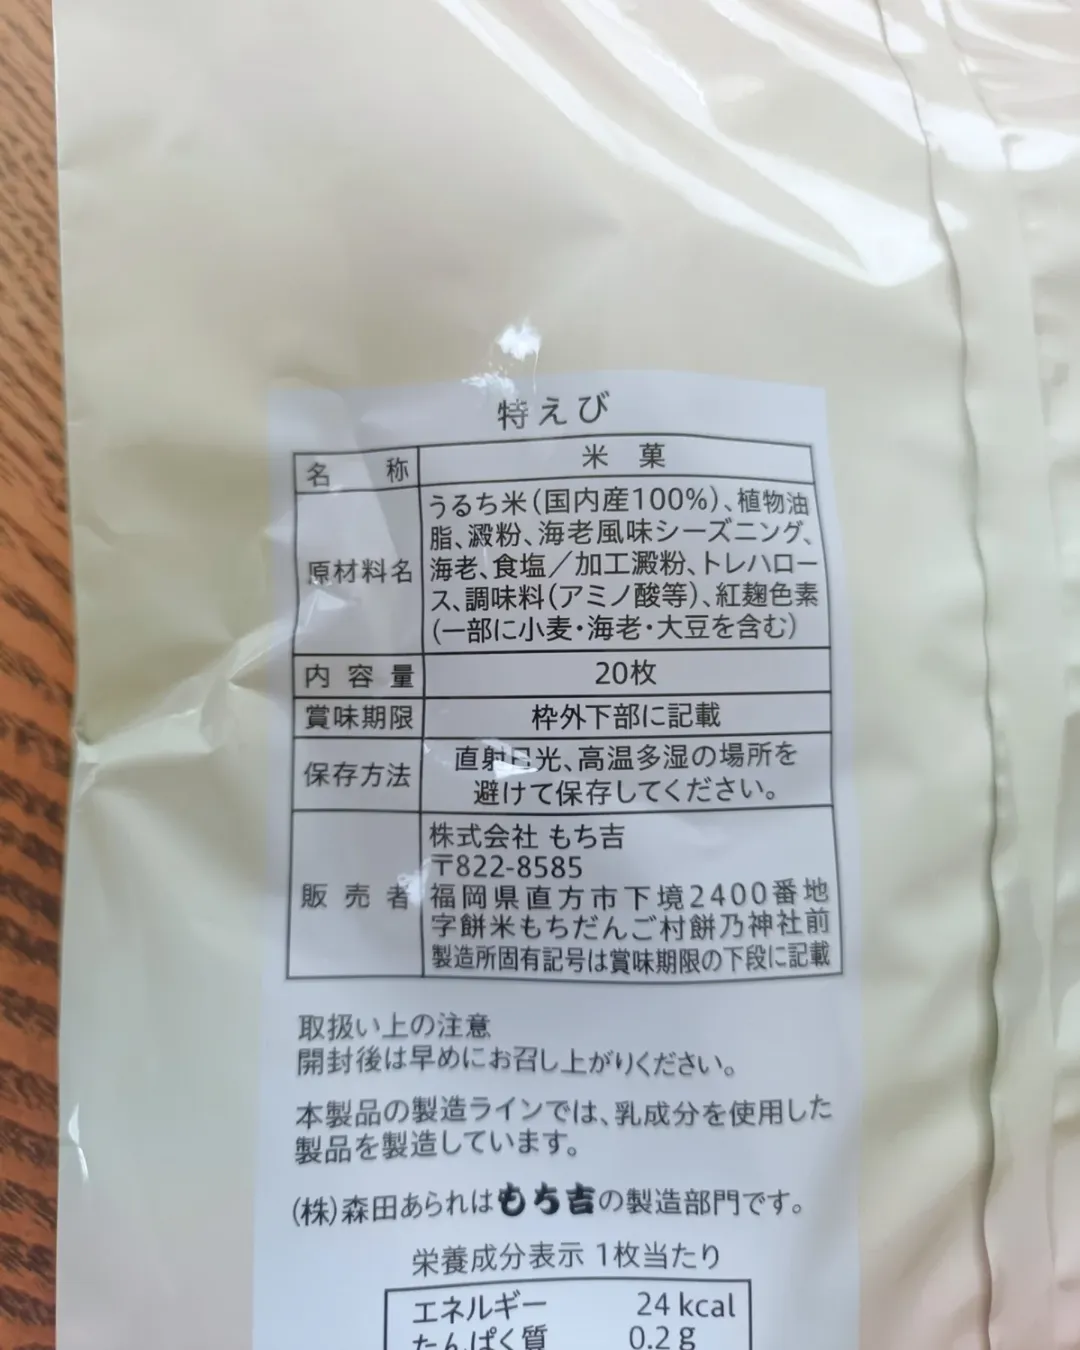 特えび
名称 米菓
原材料名 うるち米(国内産100%)、植物油
脂、澱粉、海老風味シーズニング、
海老、食塩／加工澱粉、トレハロー
ス、調味料(アミノ酸等)、紅麹色素
(一部に小麦・海老・大豆を含む)
内容量 20枚
賞味期限 枠外下部に記載
保存方法 直射日光、高温多湿の場所を
避けて保存してください。
販売者 株式会社 もち吉
〒822-8585
福岡県直方市下境2400番地
字餅米もちだんご村餅乃神社前
製造所固有記号は賞味期限の下段に記載
取扱い上の注意
開封後は早めにお召し上がりください。
本製品の製造ラインでは、乳成分を使用した
製品を製造しています。
(株)森田あられはもち吉の製造部門です。
栄養成分表示 1枚当たり
エネルギー 24 kcal
たんぱく質 0.2 g